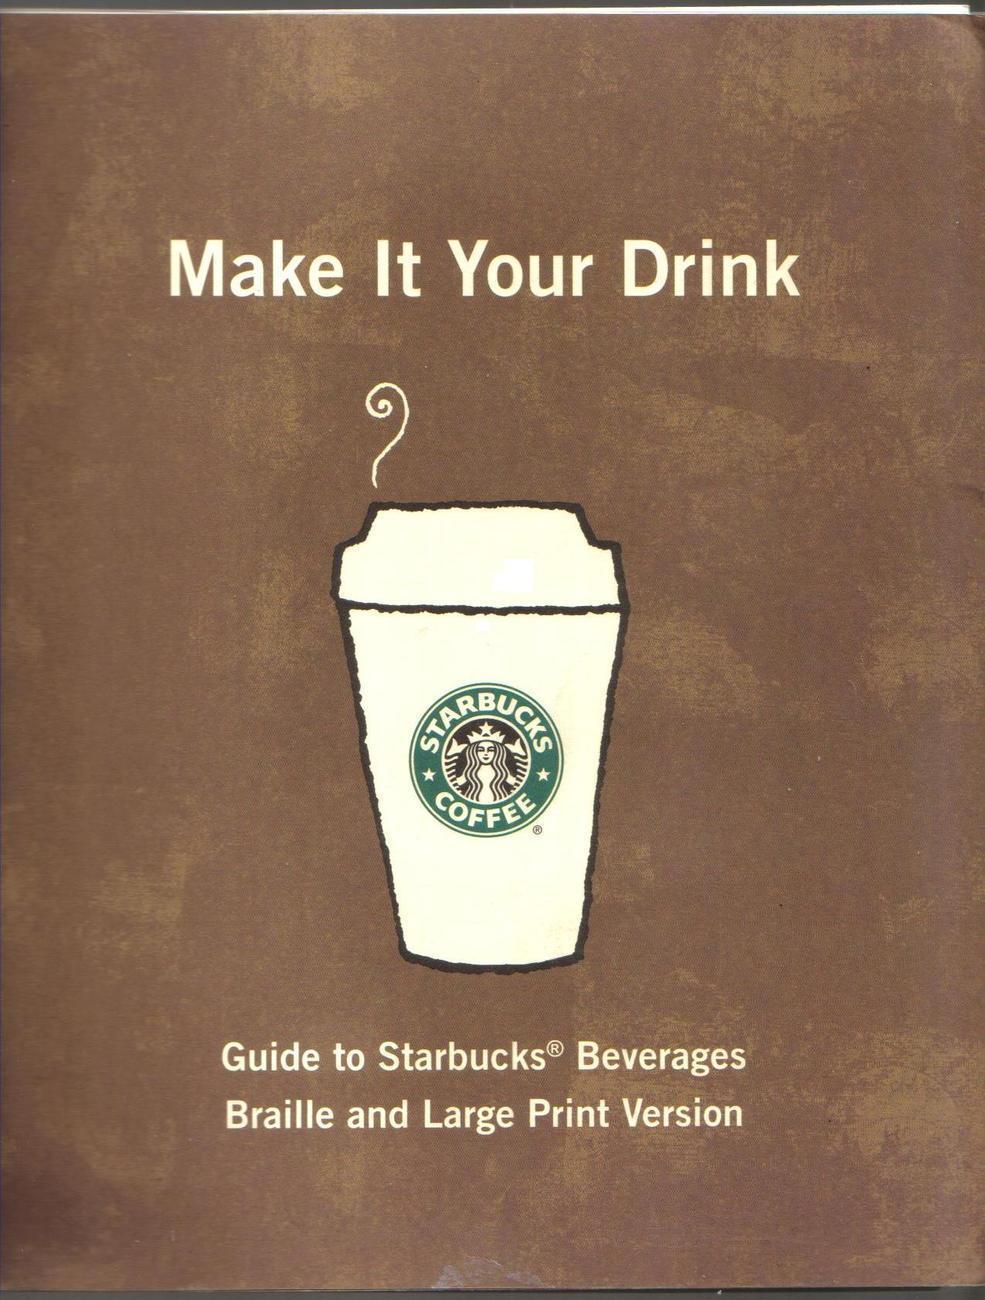 Make It Your Drink
STARBUCKS
COFFEE
®
Guide to Starbucks® Beverages
Braille and Large Print Version